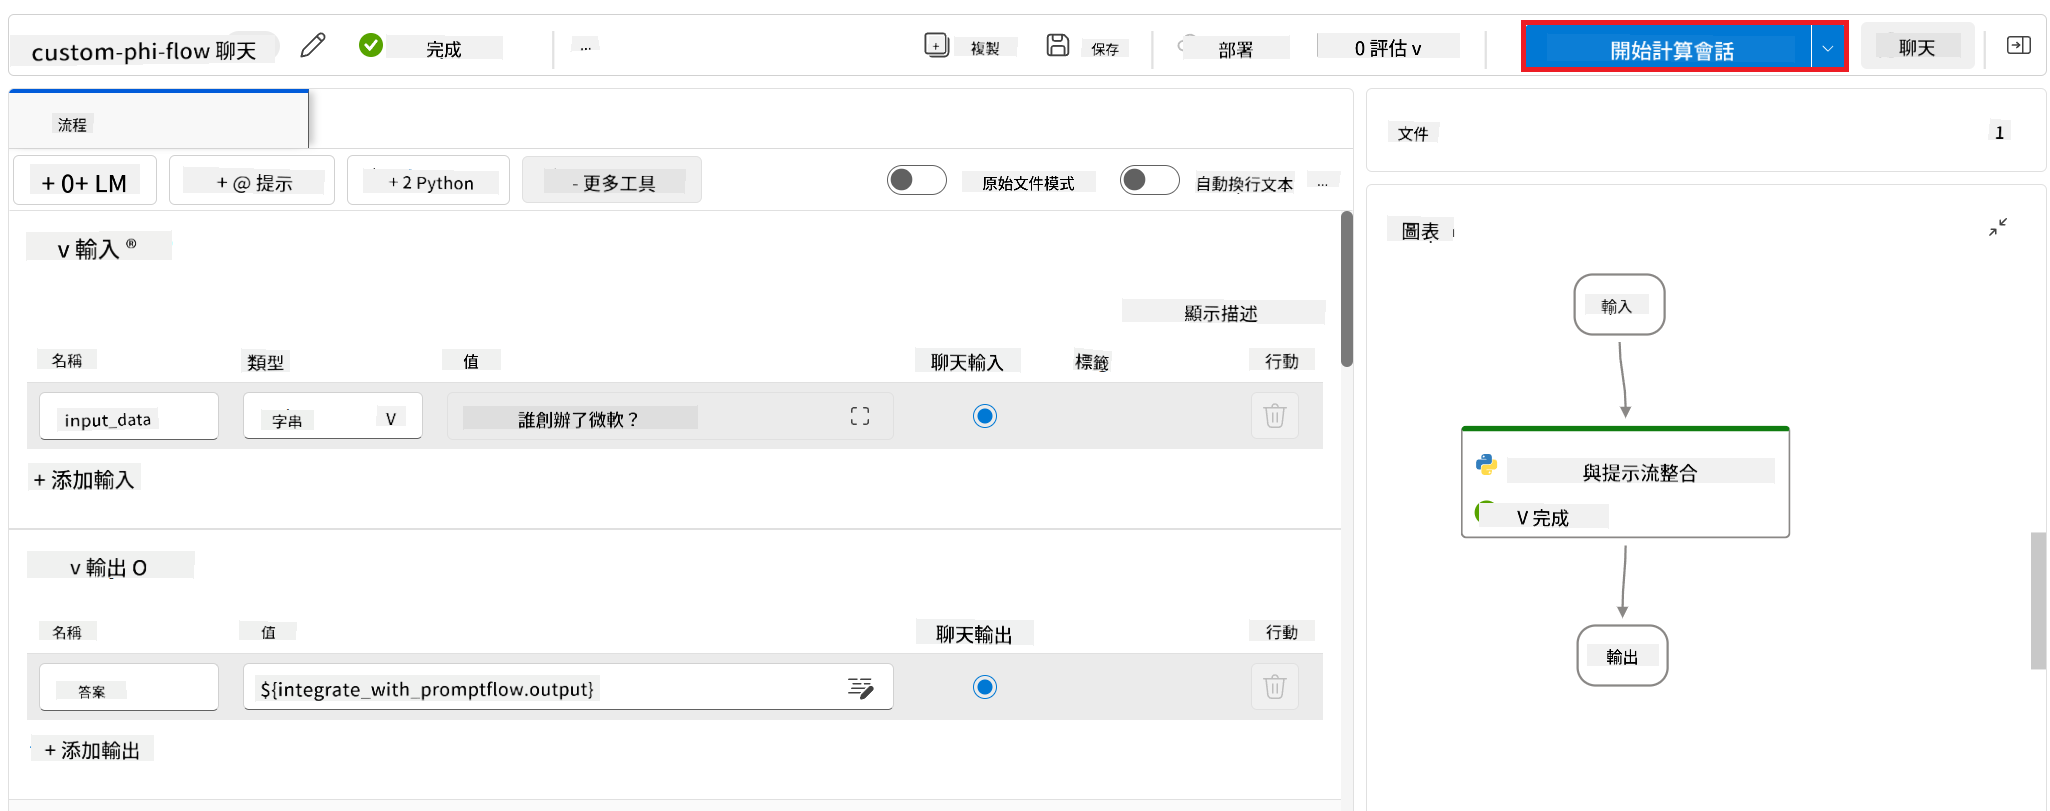 custom-phi-flow 聊天
完成
...
複製
保存
部署
0 評估 v
開始計算會話
聊天
流程
+ 0+ LM
+ @ 提示
+ 2 Python
- 更多工具
原始文件模式
自動換行文本
...
v 輸入 ®
顯示描述
名稱
類型
值
聊天輸入
標籤
行動
input_data
字串
V
誰創辦了微軟？
+ 添加輸入
v 輸出 O
名稱
值
聊天輸出
行動
答案
${integrate_with_promptflow.output}
+ 添加輸出
文件
1
圖表
輸入
與提示流整合
V 完成
輸出